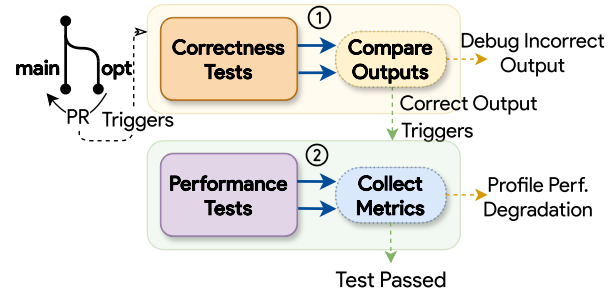 ①
Correctness
Tests
Compare
Outputs
Debug Incorrect
Output
main
opt
PR
Triggers
Correct Output
Triggers
②
Performance
Tests
Collect
Metrics
Profile Perf.
Degradation
Test Passed